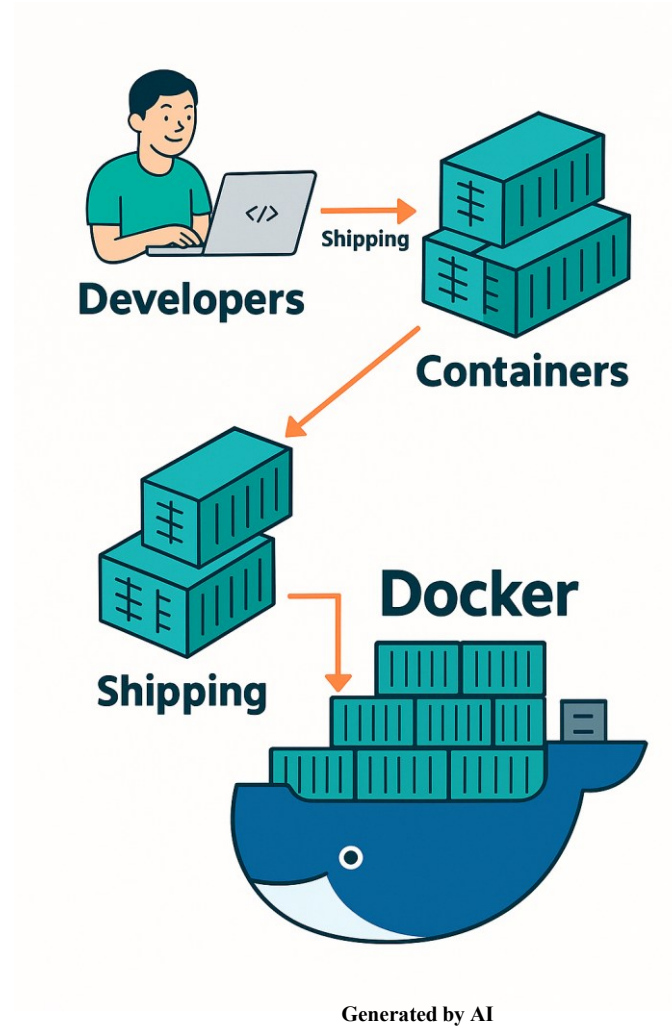 </>
Shipping
Developers
Containers
Docker
Shipping
Generated by AI